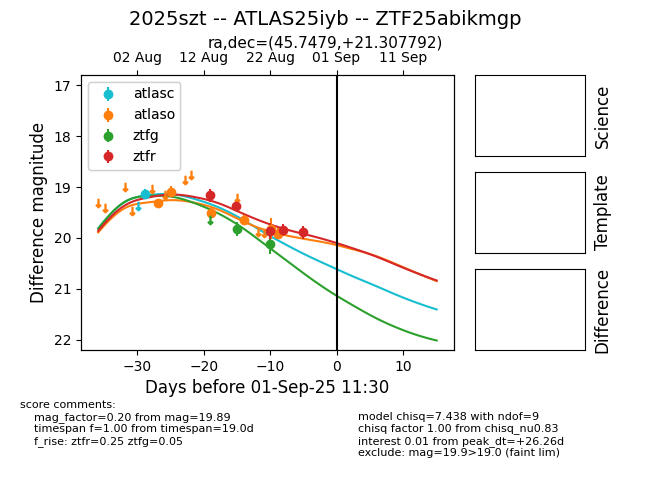 2025szt -- ATLAS25iyb -- ZTF25abikmgp
ra,dec=(45.7479,+21.307792)
02 Aug 12 Aug 22 Aug 01 Sep 11 Sep
17
18
19
20
21
22
Difference magnitude
atlasc
atlaso
ztfg
ztfr
−30 −20 −10 0 10
Days before 01-Sep-25 11:30
Science
Template
Difference
score comments:
mag_factor=0.20 from mag=19.89
timespan f=1.00 from timespan=19.0d
f_rise: ztfr=0.25 ztfg=0.05
model chisq=7.438 with ndof=9
chisq factor 1.00 from chisq_nu0.83
interest 0.01 from peak_dt=+26.26d
exclude: mag=19.9>19.0 (faint lim)